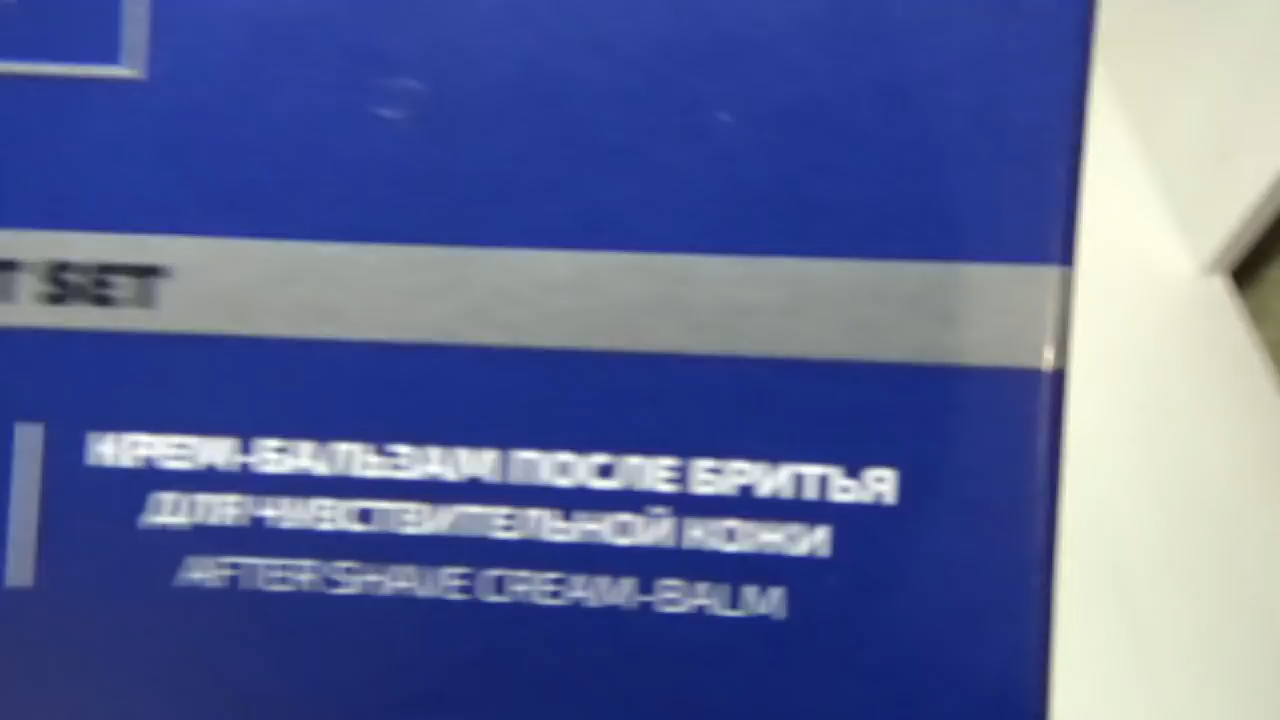 SET
КРЕМ-БАЛЬЗАМ ПОСЛЕ БРИТЬЯ
ДЛЯ ЧУВСТВИТЕЛЬНОЙ КОЖИ
AFTER SHAVE CREAM-BALM